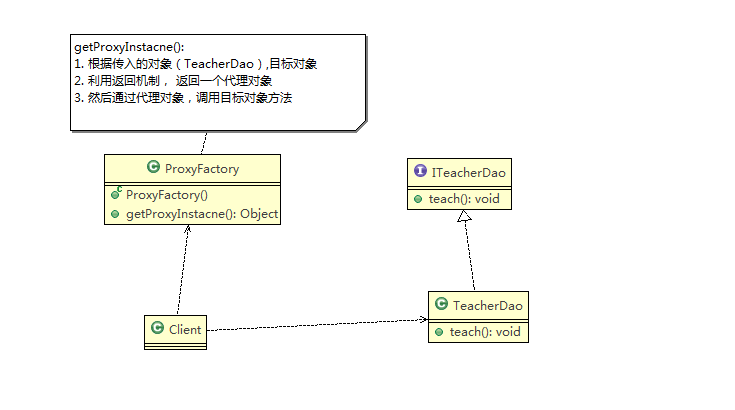 getProxyInstacne():
1. 根据传入的对象（TeacherDao）,目标对象
2. 利用返回机制， 返回一个代理对象
3. 然后通过代理对象，调用目标对象方法
C ProxyFactory
C ProxyFactory()
getProxyInstacne(): Object
I ITeacherDao
teach(): void
C Client
C TeacherDao
teach(): void